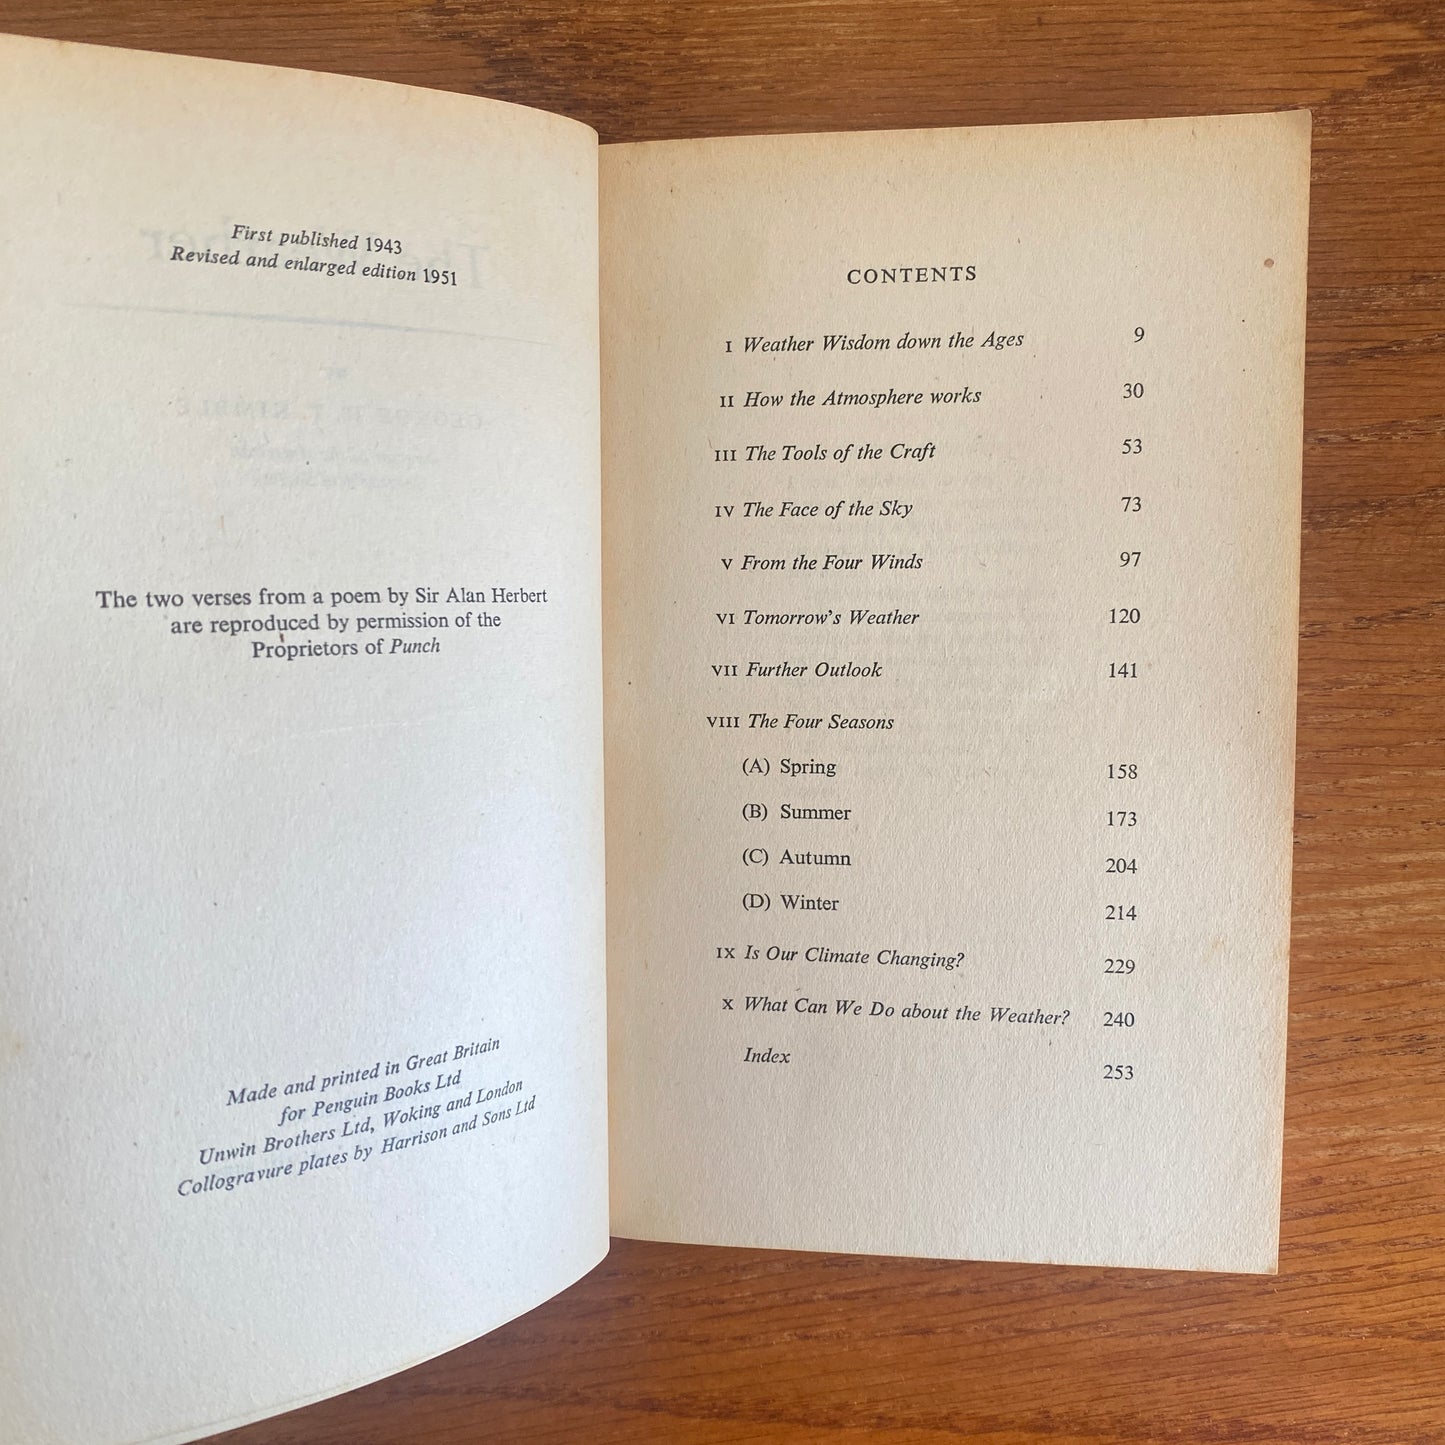 First published 1943
Revised and enlarged edition 1951
The two verses from a poem by Sir Alan Herbert
are reproduced by permission of the
Proprietors of Punch
Made and printed in Great Britain
for Penguin Books Ltd
Unwin Brothers Ltd, Woking and London
Collogravure plates by Harrison and Sons Ltd
CONTENTS
I Weather Wisdom down the Ages 9
II How the Atmosphere works 30
III The Tools of the Craft 53
IV The Face of the Sky 73
V From the Four Winds 97
VI Tomorrow's Weather 120
VII Further Outlook 141
VIII The Four Seasons
(A) Spring 158
(B) Summer 173
(C) Autumn 204
(D) Winter 214
IX Is Our Climate Changing? 229
X What Can We Do about the Weather? 240
Index 253